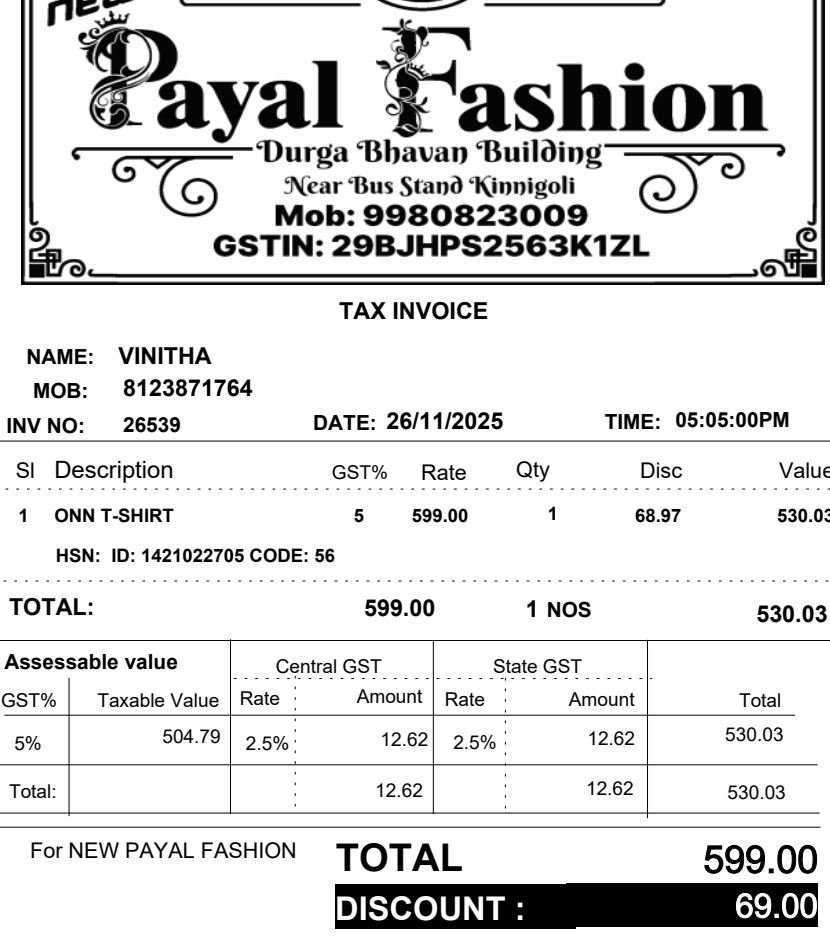 new
Payal Fashion
Durga Bhavan Building
Near Bus Stand Kinnigoli
Mob: 9980823009
GSTIN: 29BJHPS2563K1ZL
TAX INVOICE
NAME: VINITHA
MOB: 8123871764
INV NO: 26539 DATE: 26/11/2025 TIME: 05:05:00PM
Sl Description GST% Rate Qty Disc Value
1 ONN T-SHIRT 5 599.00 1 68.97 530.03
HSN: ID: 1421022705 CODE: 56
TOTAL: 599.00 1 NOS 530.03
Assessable value Central GST State GST
GST% Taxable Value Rate Amount Rate Amount Total
5% 504.79 2.5% 12.62 2.5% 12.62 530.03
Total: 12.62 12.62 530.03
For NEW PAYAL FASHION TOTAL 599.00
DISCOUNT : 69.00